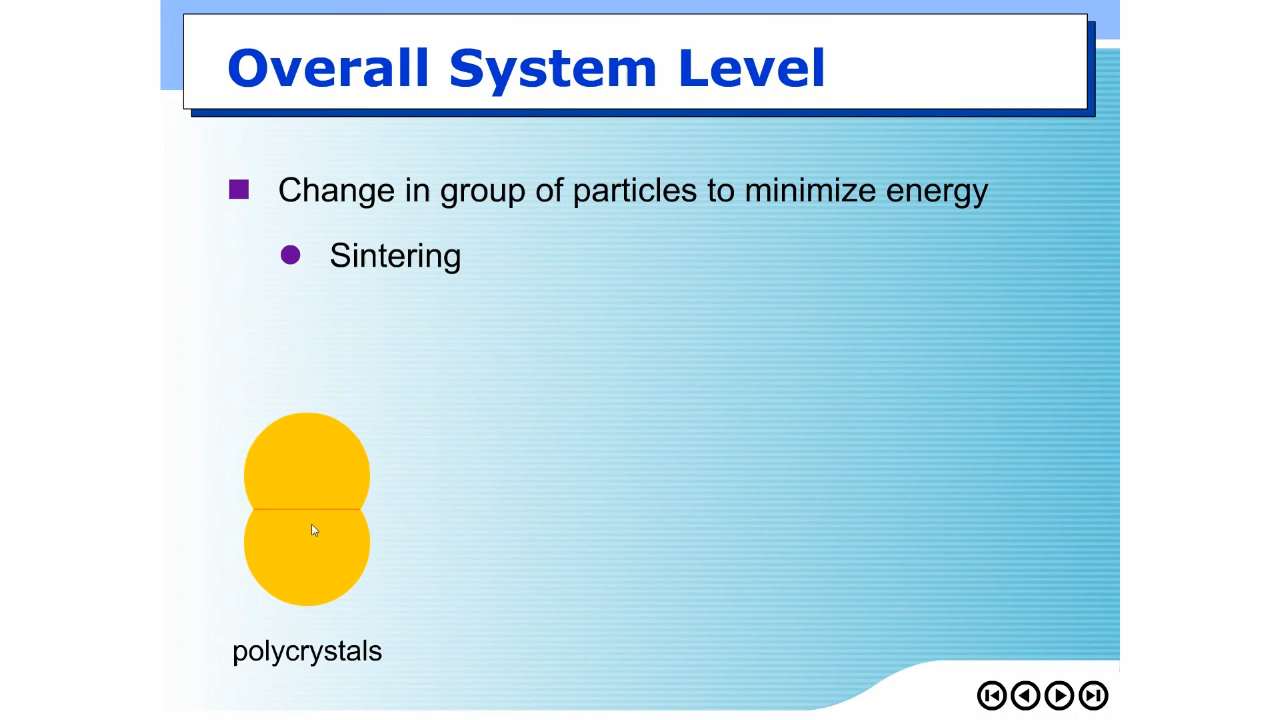 Overall System Level
Change in group of particles to minimize energy
Sintering
polycrystals